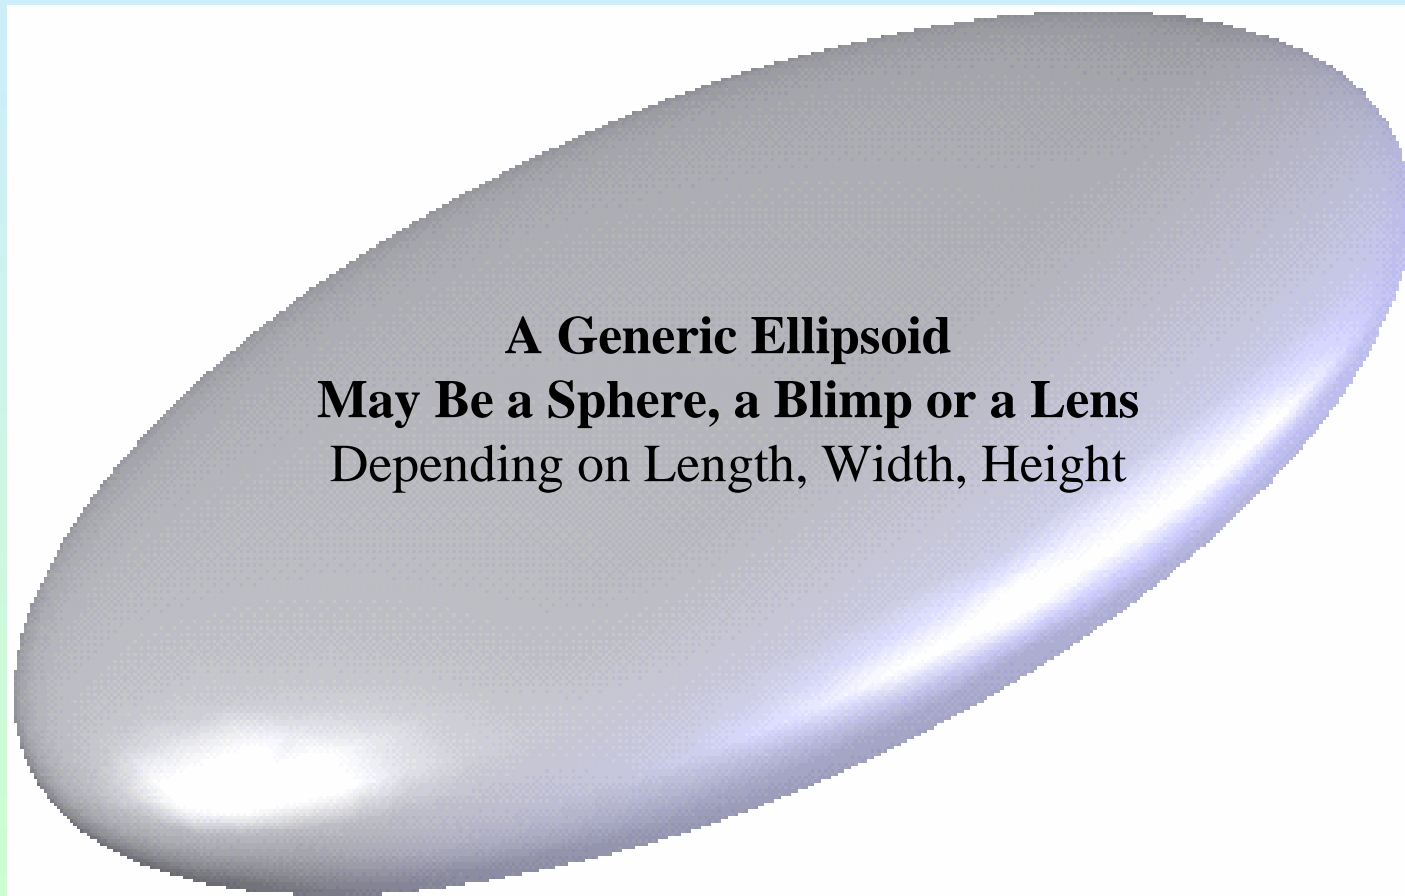 A Generic Ellipsoid
May Be a Sphere, a Blimp or a Lens
Depending on Length, Width, Height